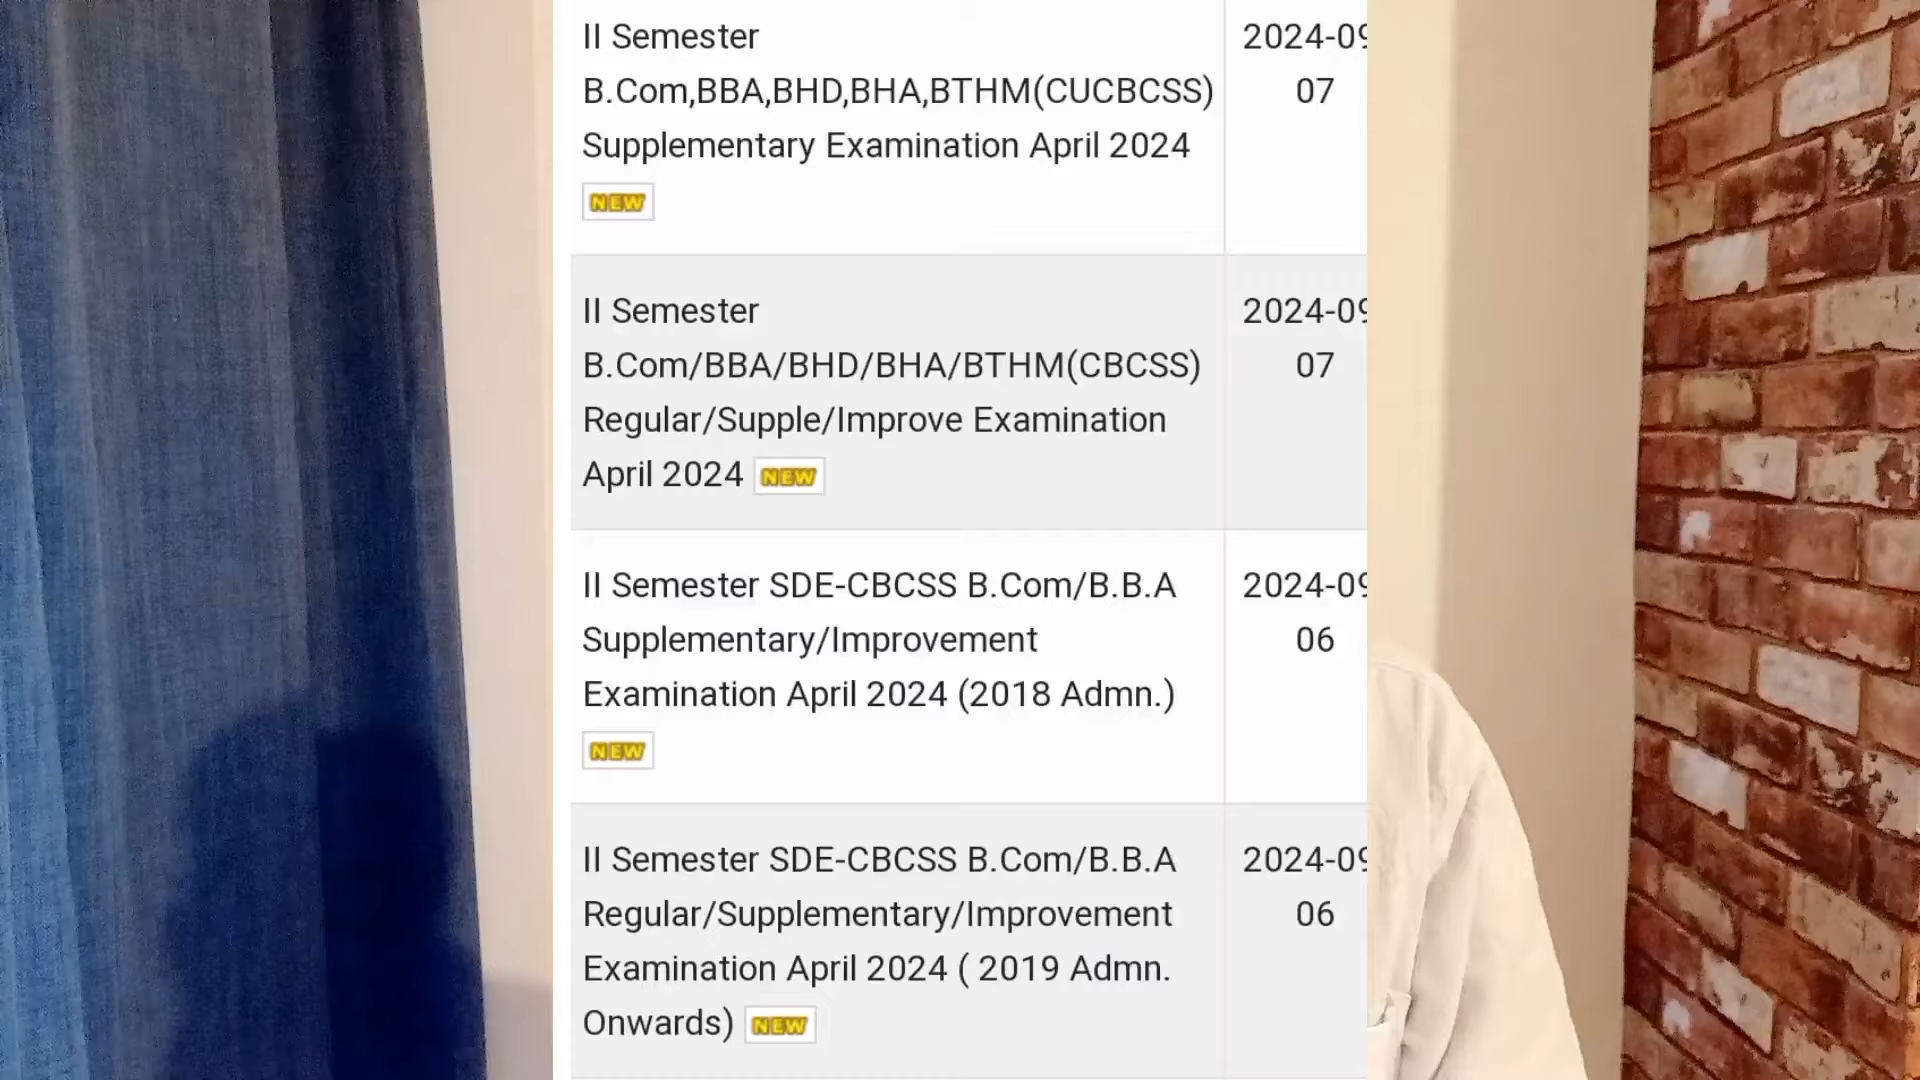 II Semester
B.Com,BBA,BHD,BHA,BTHM(CUCBCSS)
Supplementary Examination April 2024
NEW
2024-09
07
II Semester
B.Com/BBA/BHD/BHA/BTHM(CBCSS)
Regular/Supple/Improve Examination
April 2024 NEW
2024-09
07
II Semester SDE-CBCSS B.Com/B.B.A
Supplementary/Improvement
Examination April 2024 (2018 Admn.)
NEW
2024-09
06
II Semester SDE-CBCSS B.Com/B.B.A
Regular/Supplementary/Improvement
Examination April 2024 ( 2019 Admn.
Onwards) NEW
2024-09
06